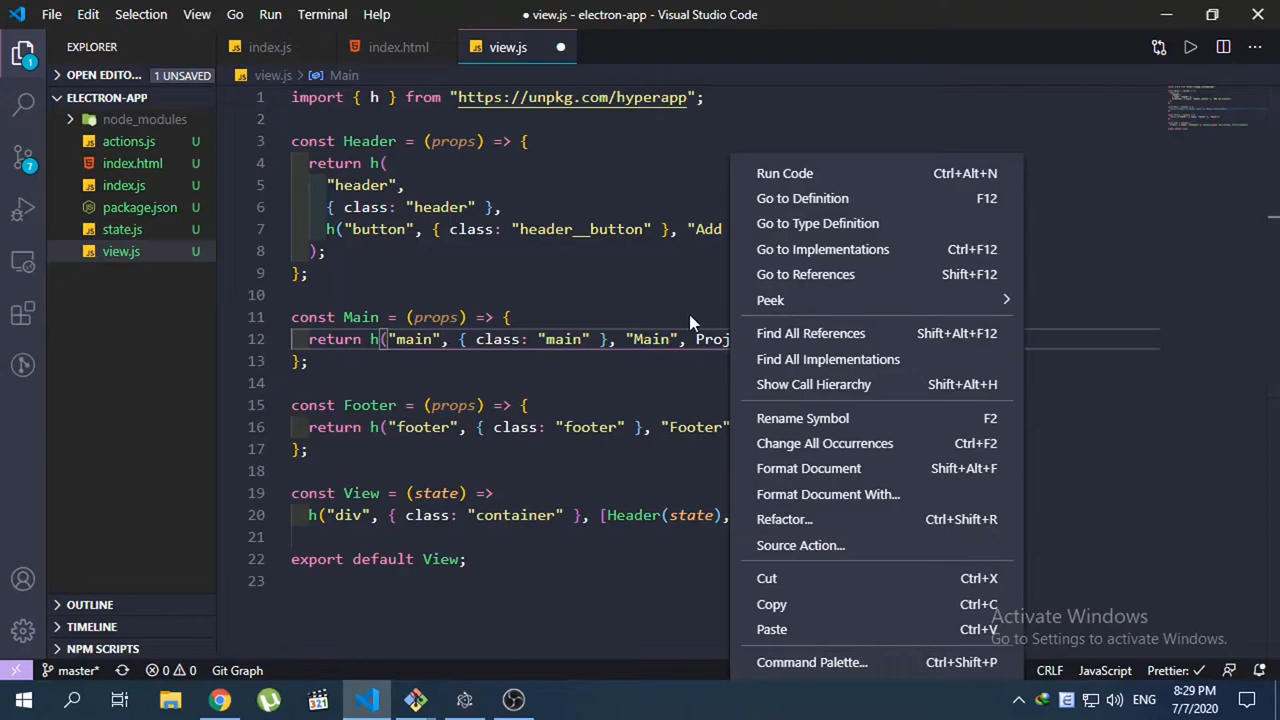 File Edit Selection View Go Run Terminal Help
● view.js - electron-app - Visual Studio Code
EXPLORER
index.js
index.html
view.js
OPEN EDITO... 1 UNSAVED
ELECTRON-APP
node_modules
actions.js U
index.html U
index.js U
package.json U
state.js U
view.js U
OUTLINE
TIMELINE
NPM SCRIPTS
1
7
view.js > Main
1 import { h } from "https://unpkg.com/hyperapp";
2
3 const Header = (props) => {
4 return h(
5 "header",
6 { class: "header" },
7 h("button", { class: "header__button" }, "Add
8 );
9 };
10
11 const Main = (props) => {
12 return h("main", { class: "main" }, "Main", Proj
13 };
14
15 const Footer = (props) => {
16 return h("footer", { class: "footer" }, "Footer"
17 };
18
19 const View = (state) =>
20 h("div", { class: "container" }, [Header(state),
21
22 export default View;
23
Run Code Ctrl+Alt+N
Go to Definition F12
Go to Type Definition
Go to Implementations Ctrl+F12
Go to References Shift+F12
Peek
Find All References Shift+Alt+F12
Find All Implementations
Show Call Hierarchy Shift+Alt+H
Rename Symbol F2
Change All Occurrences Ctrl+F2
Format Document Shift+Alt+F
Format Document With...
Refactor... Ctrl+Shift+R
Source Action...
Cut Ctrl+X
Copy Ctrl+C
Paste Ctrl+V
Command Palette... Ctrl+Shift+P
Activate Windows
Go to Settings to activate Windows.
master* 0 0 Git Graph
CRLF JavaScript Prettier: ✓
ENG
8:29 PM
7/7/2020